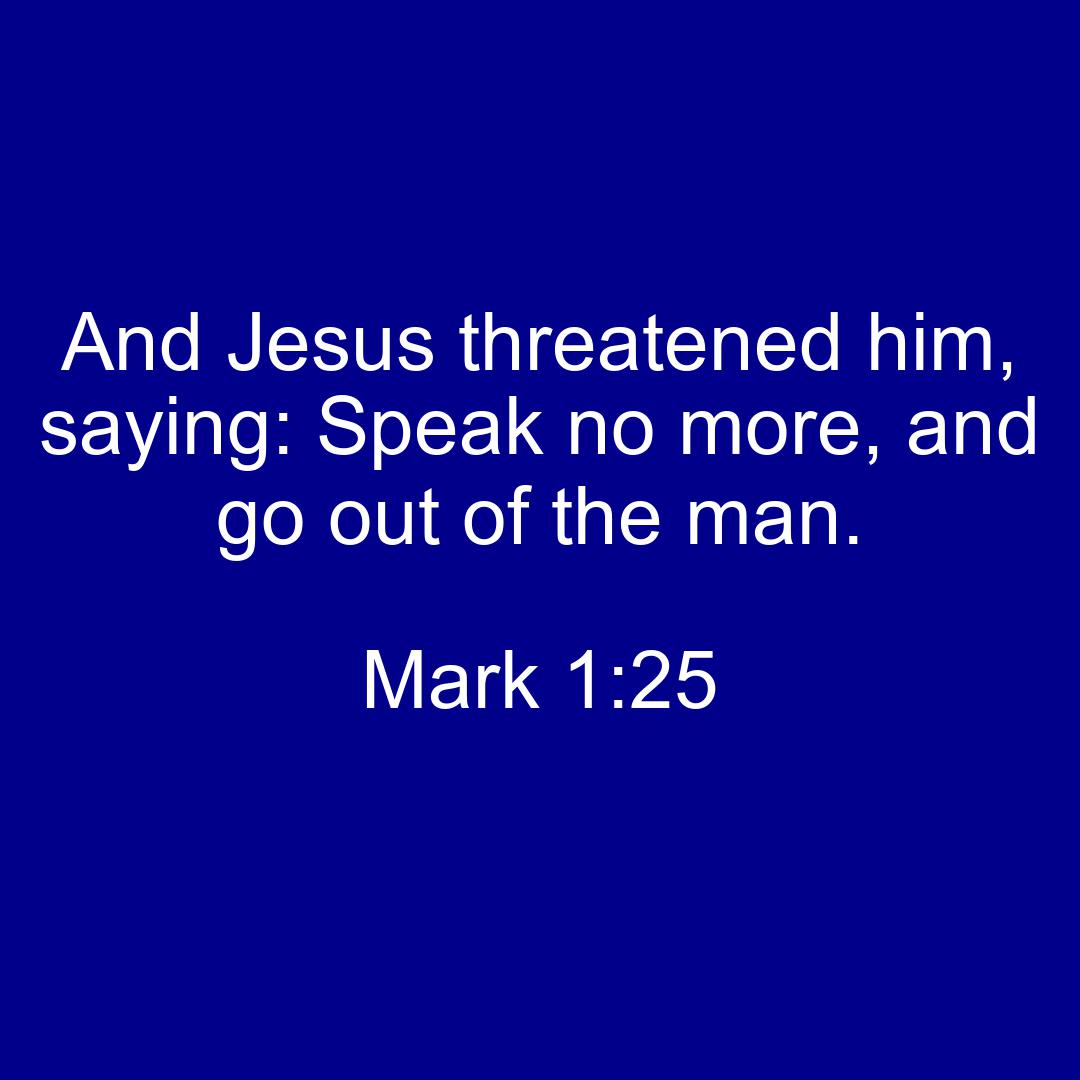 And Jesus threatened him,
saying: Speak no more, and
go out of the man.
Mark 1:25